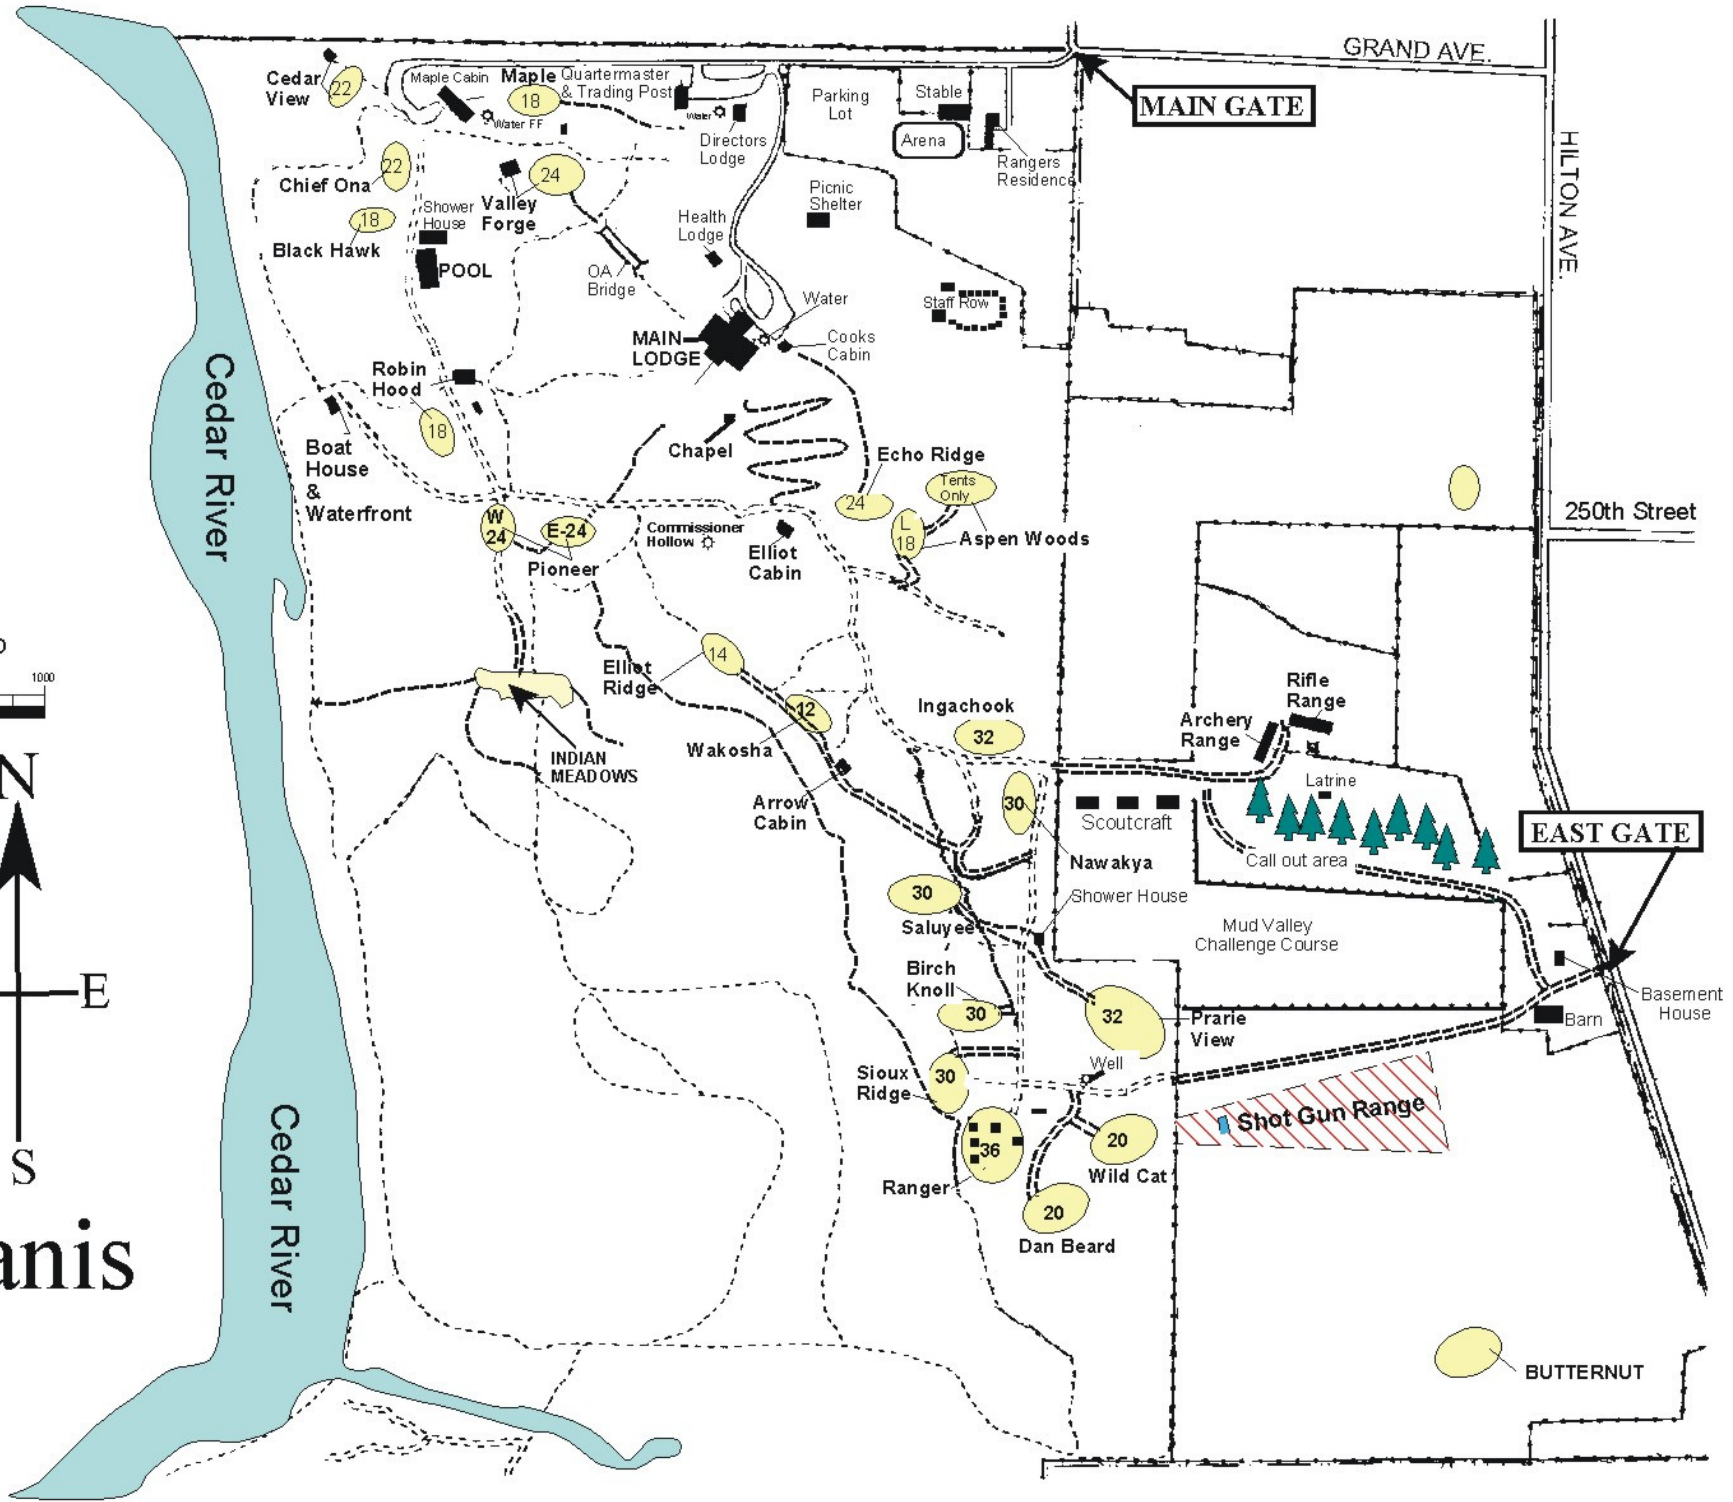 GRAND AVE.
MAIN GATE
HILTON AVE.
Cedar
View
22
Maple Cabin
Maple
18
Quartermaster
& Trading Post
Water FF
Water
Directors
Lodge
Parking
Lot
Stable
Arena
Rangers
Residence
22
Chief Ona
18
Black Hawk
Shower
House
Valley
Forge
24
POOL
OA
Bridge
Health
Lodge
Picnic
Shelter
Staff Row
Water
MAIN
LODGE
Cooks
Cabin
Robin
Hood
18
Cedar River
Boat
House
&
Waterfront
Chapel
Echo Ridge
24
Tents
Only
L
18
Aspen Woods
250th Street
W
24
E-24
Pioneer
Commissioner
Hollow
Elliot
Cabin
14
Elliot
Ridge
12
Wakosha
INDIAN
MEADOWS
Arrow
Cabin
Ingachook
32
Rifle
Range
Archery
Range
Latrine
30
Scoutcraft
Nawakya
Call out area
EAST GATE
30
Saluyee
Shower House
Mud Valley
Challenge Course
Birch
Knoll
30
32
Prarie
View
Basement
House
Barn
Well
Sioux
Ridge
30
Shot Gun Range
36
Ranger
20
Wild Cat
20
Dan Beard
Cedar River
BUTTERNUT
1000
N
E
S
anis